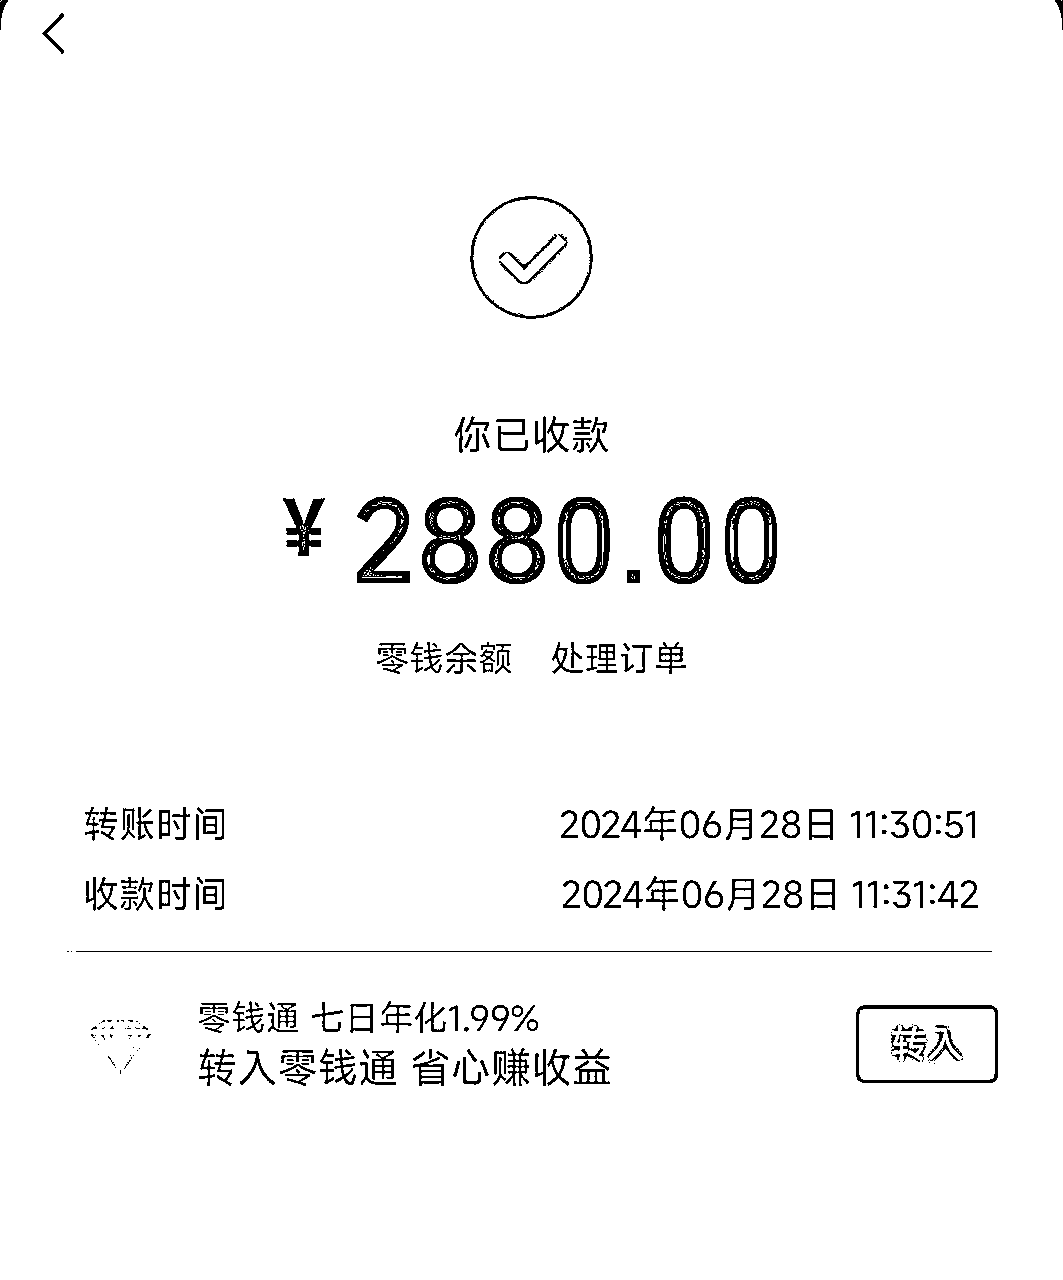 你已收款
¥2880.00
零钱余额 处理订单
转账时间 2024年06月28日 11:30:51
收款时间 2024年06月28日 11:31:42
零钱通 七日年化1.99%
转入零钱通 省心赚收益
转入